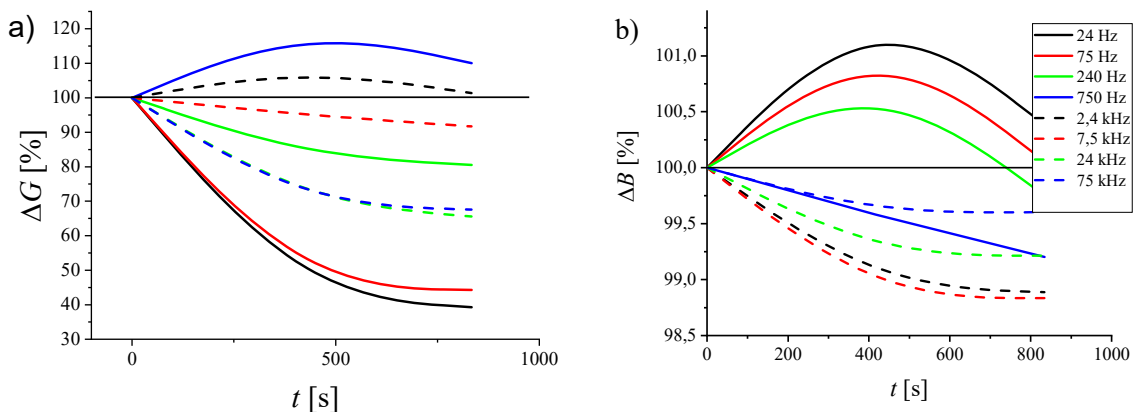 a)
ΔG [%]
120
110
100
90
80
70
60
50
40
30
0
500
1000
t [s]
b)
ΔB [%]
101,0
100,5
100,0
99,5
99,0
98,5
0
200
400
600
800
1000
t [s]
24 Hz
75 Hz
240 Hz
750 Hz
2,4 kHz
7,5 kHz
24 kHz
75 kHz